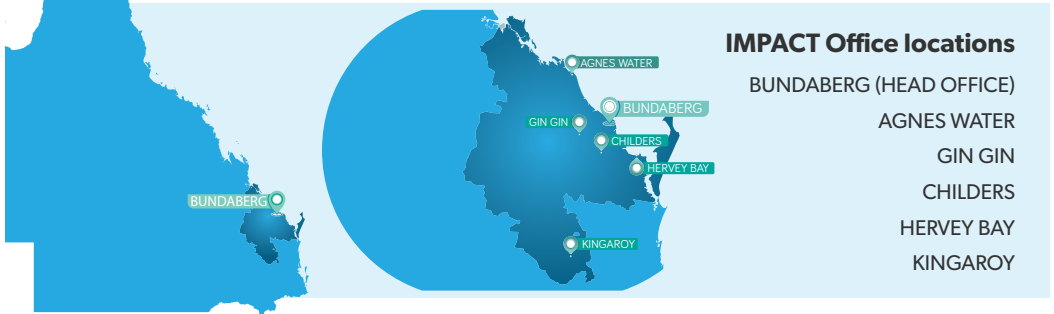 BUNDABERG
AGNES WATER
BUNDABERG
GIN GIN
CHILDERS
HERVEY BAY
KINGAROY
IMPACT Office locations
BUNDABERG (HEAD OFFICE)
AGNES WATER
GIN GIN
CHILDERS
HERVEY BAY
KINGAROY